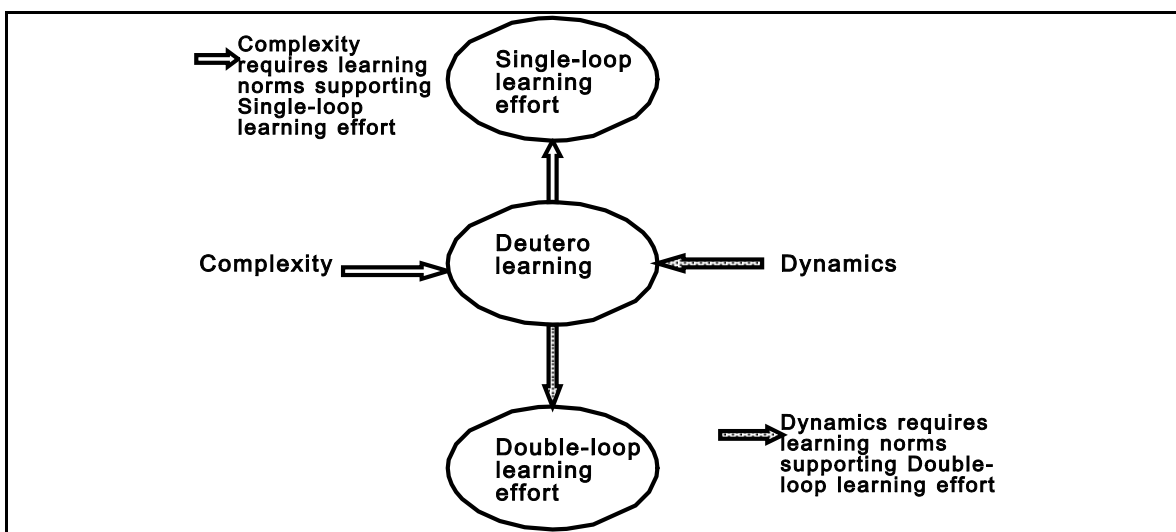 Complexity
requires learning
norms supporting
Single-loop
learning effort
Single-loop
learning
effort
Complexity
Deutero
learning
Dynamics
Double-loop
learning
effort
Dynamics requires
learning norms
supporting Double-
loop learning effort